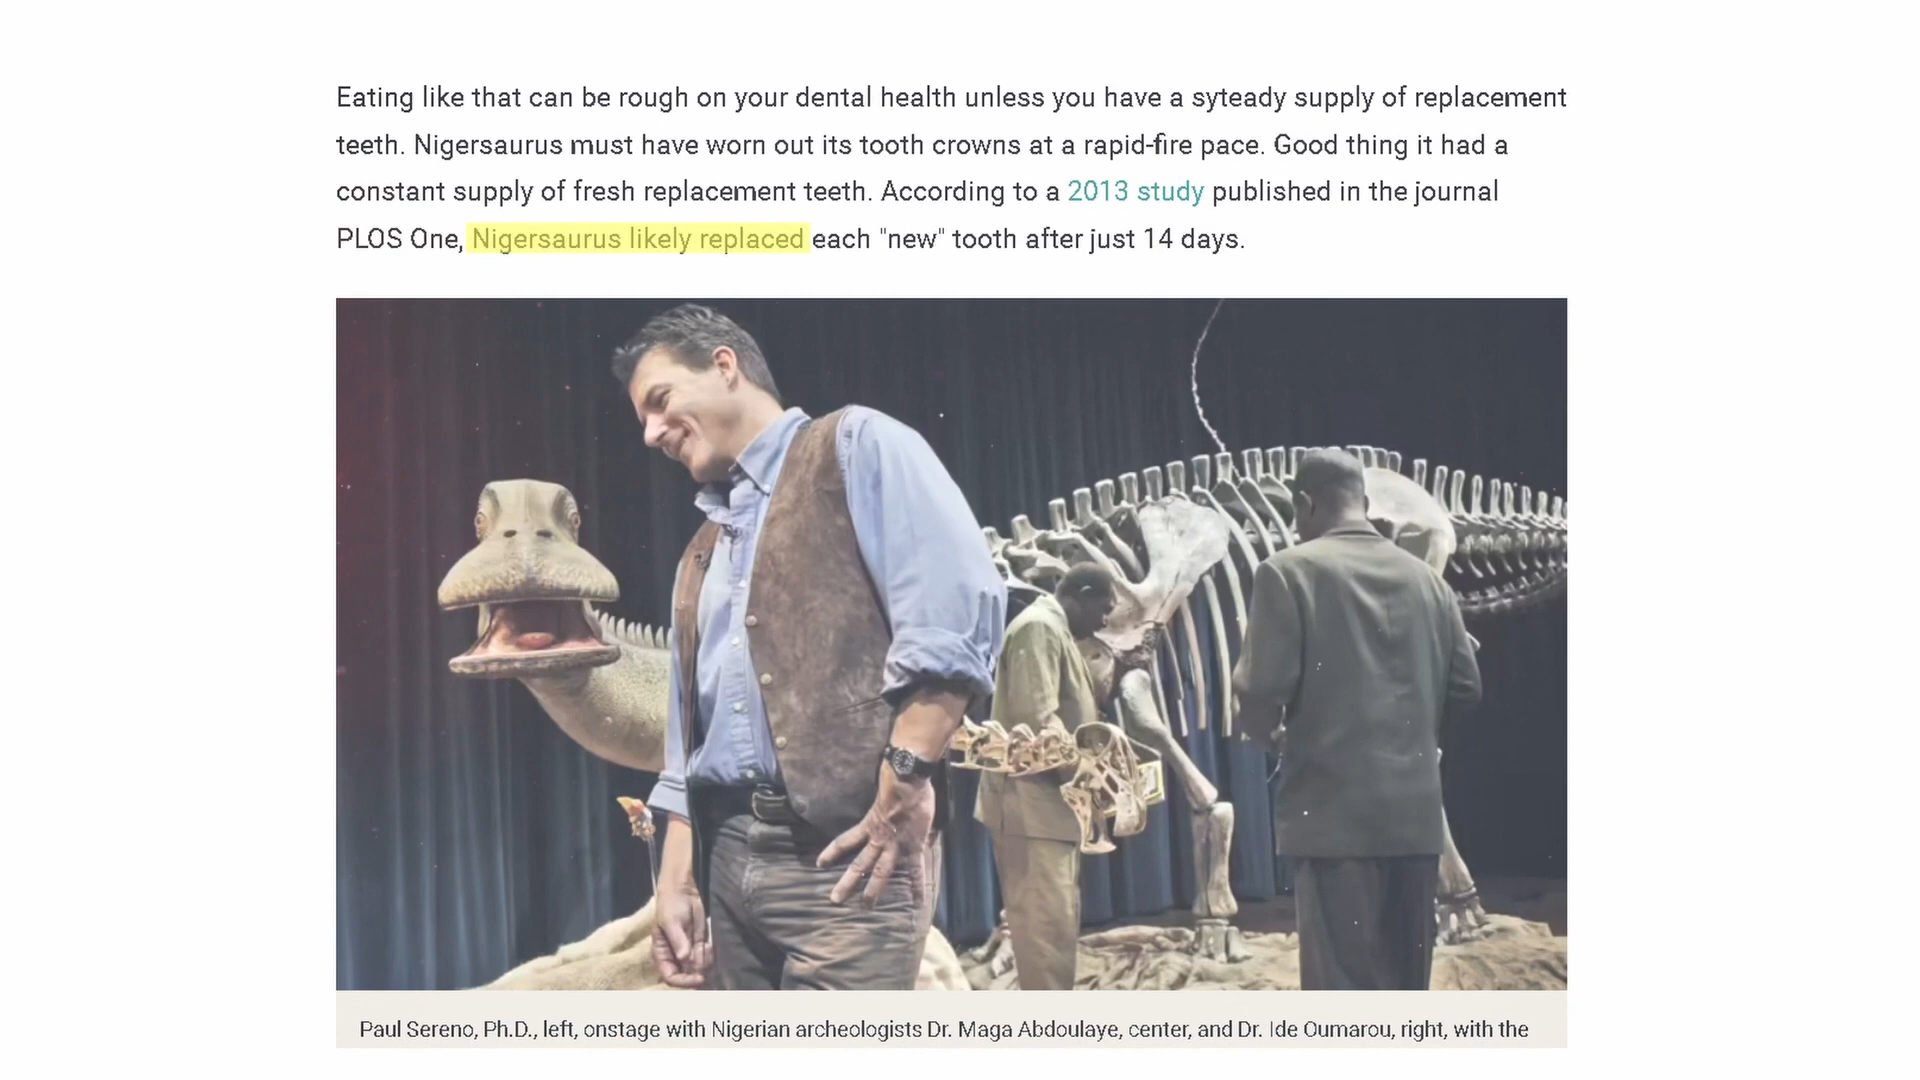 Eating like that can be rough on your dental health unless you have a syteady supply of replacement
teeth. Nigersaurus must have worn out its tooth crowns at a rapid-fire pace. Good thing it had a
constant supply of fresh replacement teeth. According to a 2013 study published in the journal
PLOS One, Nigersaurus likely replaced each "new" tooth after just 14 days.
Paul Sereno, Ph.D., left, onstage with Nigerian archeologists Dr. Maga Abdoulaye, center, and Dr. Ide Oumarou, right, with the